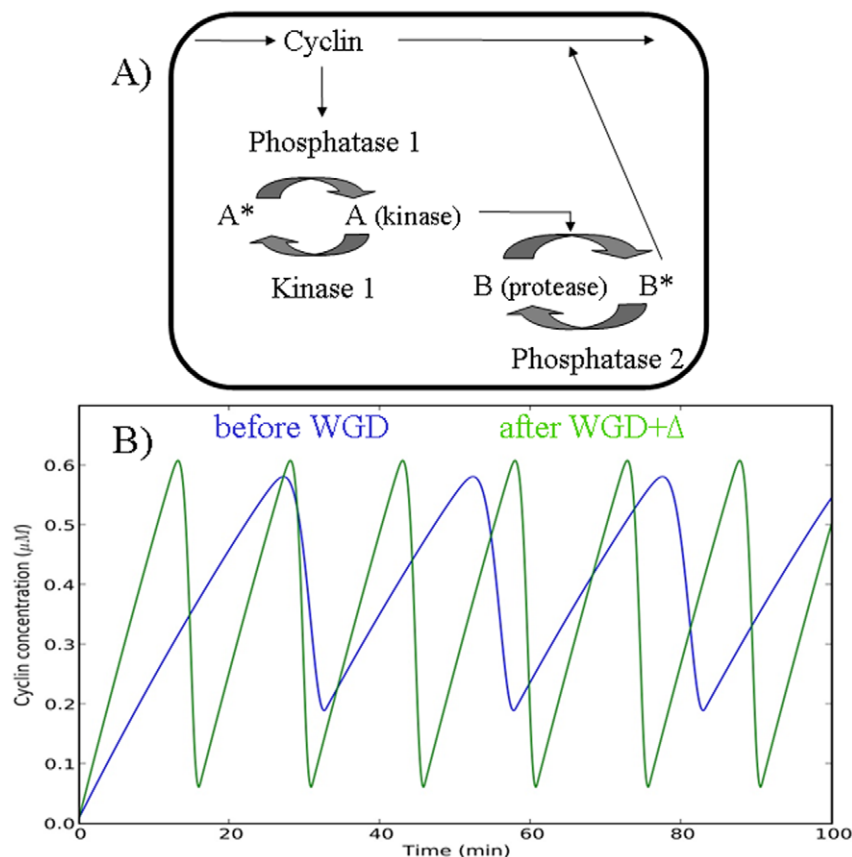 A)
Cyclin
Phosphatase 1
A* A (kinase)
Kinase 1
B (protease) B*
Phosphatase 2
B)
before WGD after WGD+Δ
Cyclin concentration (μM)
0.6
0.5
0.4
0.3
0.2
0.1
0.0
0 20 40 60 80 100
Time (min)